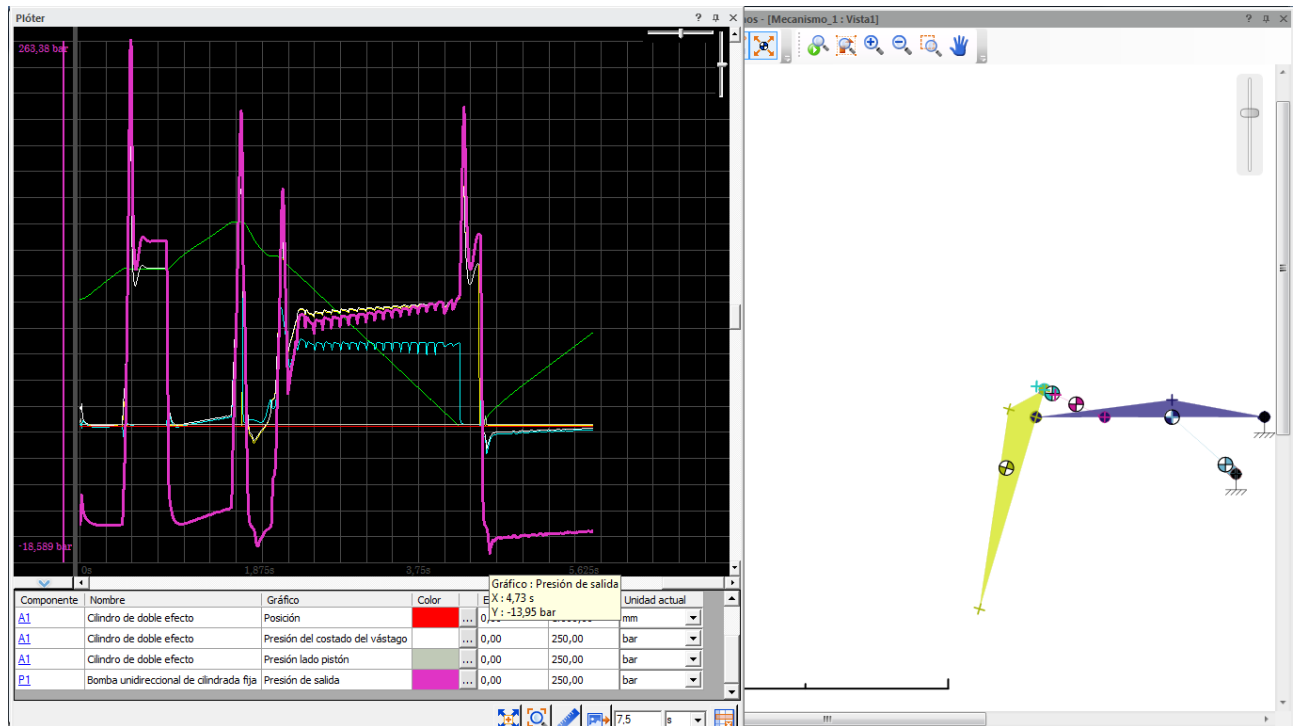 Plóter
nos - [Mecanismo_1 : Vista1]
263,38 bar
-18,589 bar
0s 1,875s 3,75s 5,625s
Gráfico : Presión de salida
X : 4,73 s
Y : -13,95 bar
Componente Nombre Gráfico Color E Unidad actual
A1 Cilindro de doble efecto Posición ... 0,00 mm
A1 Cilindro de doble efecto Presión del costado del vástago ... 0,00 250,00 bar
A1 Cilindro de doble efecto Presión lado pistón ... 0,00 250,00 bar
P1 Bomba unidireccional de cilindrada fija Presión de salida ... 0,00 250,00 bar
7,5 s